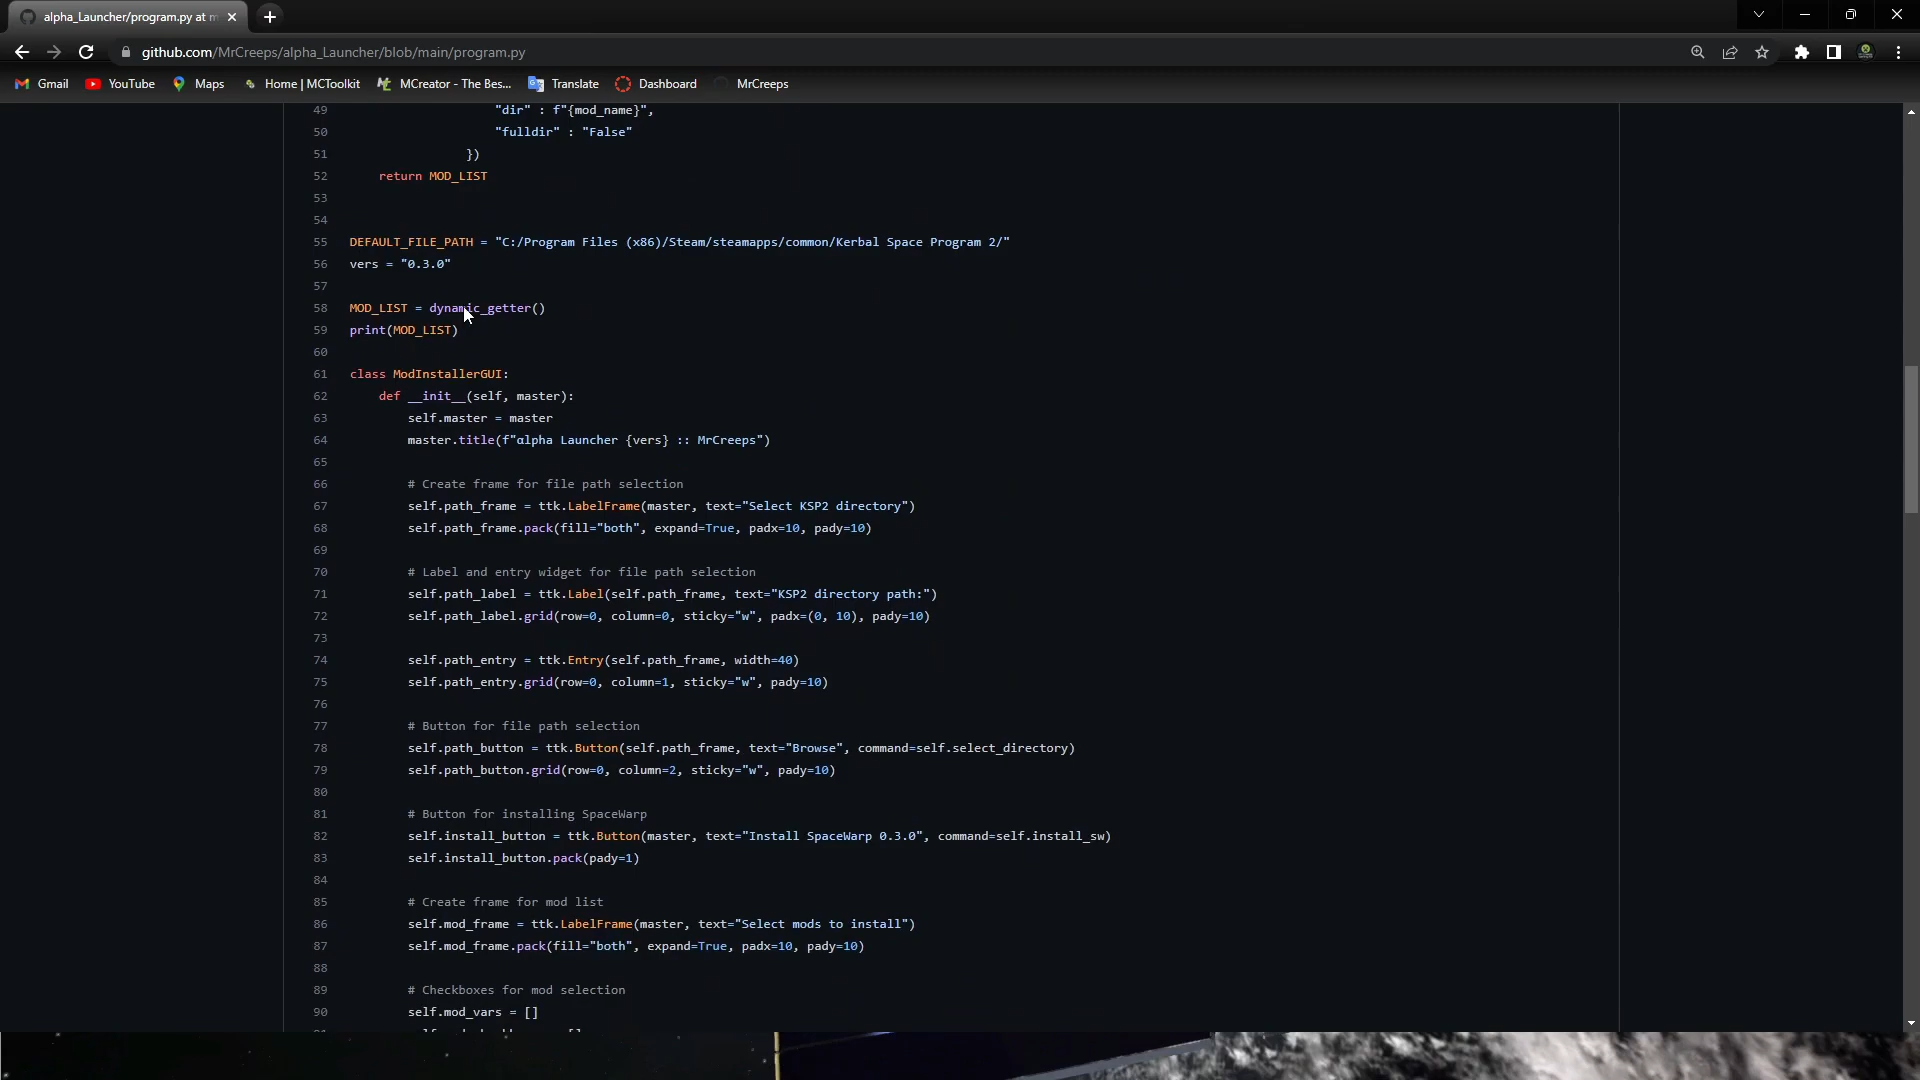 alpha_Launcher/program.py at m
github.com/MrCreeps/alpha_Launcher/blob/main/program.py
Gmail YouTube Maps Home | MCToolkit MCreator - The Bes... Translate Dashboard MrCreeps
49 "dir" : f"{mod_name}",
50 "fulldir" : "False"
51 })
52 return MOD_LIST
53
54
55 DEFAULT_FILE_PATH = "C:/Program Files (x86)/Steam/steamapps/common/Kerbal Space Program 2/"
56 vers = "0.3.0"
57
58 MOD_LIST = dynamic_getter()
59 print(MOD_LIST)
60
61 class ModInstallerGUI:
62 def __init__(self, master):
63 self.master = master
64 master.title(f"αlpha Launcher {vers} :: MrCreeps")
65
66 # Create frame for file path selection
67 self.path_frame = ttk.LabelFrame(master, text="Select KSP2 directory")
68 self.path_frame.pack(fill="both", expand=True, padx=10, pady=10)
69
70 # Label and entry widget for file path selection
71 self.path_label = ttk.Label(self.path_frame, text="KSP2 directory path:")
72 self.path_label.grid(row=0, column=0, sticky="w", padx=(0, 10), pady=10)
73
74 self.path_entry = ttk.Entry(self.path_frame, width=40)
75 self.path_entry.grid(row=0, column=1, sticky="w", pady=10)
76
77 # Button for file path selection
78 self.path_button = ttk.Button(self.path_frame, text="Browse", command=self.select_directory)
79 self.path_button.grid(row=0, column=2, sticky="w", pady=10)
80
81 # Button for installing SpaceWarp
82 self.install_button = ttk.Button(master, text="Install SpaceWarp 0.3.0", command=self.install_sw)
83 self.install_button.pack(pady=1)
84
85 # Create frame for mod list
86 self.mod_frame = ttk.LabelFrame(master, text="Select mods to install")
87 self.mod_frame.pack(fill="both", expand=True, padx=10, pady=10)
88
89 # Checkboxes for mod selection
90 self.mod_vars = []